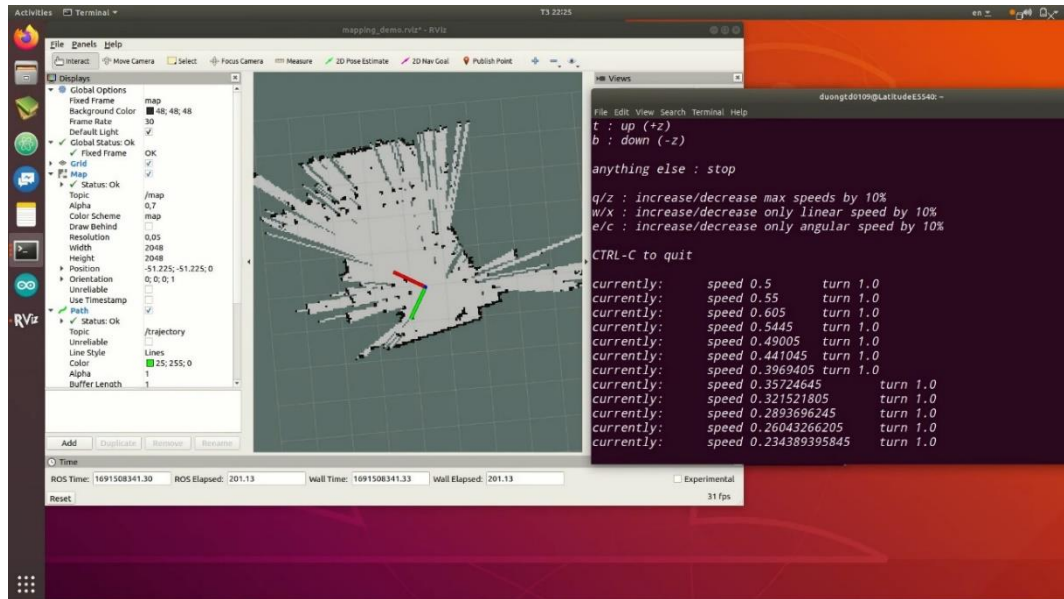 Activities Terminal T3 22:25 en
mapping_demo.rviz* - RViz
File Panels Help
Interact Move Camera Select Focus Camera Measure 2D Pose Estimate 2D Nav Goal Publish Point
Displays
Global Options
Fixed Frame map
Background Color 48; 48; 48
Frame Rate 30
Default Light
Global Status: Ok
Fixed Frame OK
Grid
Map
Status: Ok
Topic /map
Alpha 0,7
Color Scheme map
Draw Behind
Resolution 0,05
Width 2048
Height 2048
Position -51.225; -51.225; 0
Orientation 0; 0; 0; 1
Unreliable
Use Timestamp
Path
Status: Ok
Topic /trajectory
Unreliable
Line Style Lines
Color 25; 255; 0
Alpha 1
Buffer Length 1
Add Duplicate Remove Rename
Time
ROS Time: 1691508341.30 ROS Elapsed: 201.13 Wall Time: 1691508341.33 Wall Elapsed: 201.13 Experimental
Reset 31 fps
Views
duongtd0109@LatitudeE5540: ~
File Edit View Search Terminal Help
t : up (+z)
b : down (-z)
anything else : stop
q/z : increase/decrease max speeds by 10%
w/x : increase/decrease only linear speed by 10%
e/c : increase/decrease only angular speed by 10%
CTRL-C to quit
currently: speed 0.5 turn 1.0
currently: speed 0.55 turn 1.0
currently: speed 0.605 turn 1.0
currently: speed 0.5445 turn 1.0
currently: speed 0.49005 turn 1.0
currently: speed 0.441045 turn 1.0
currently: speed 0.3969405 turn 1.0
currently: speed 0.35724645 turn 1.0
currently: speed 0.321521805 turn 1.0
currently: speed 0.2893696245 turn 1.0
currently: speed 0.26043266205 turn 1.0
currently: speed 0.234389395845 turn 1.0
RViz